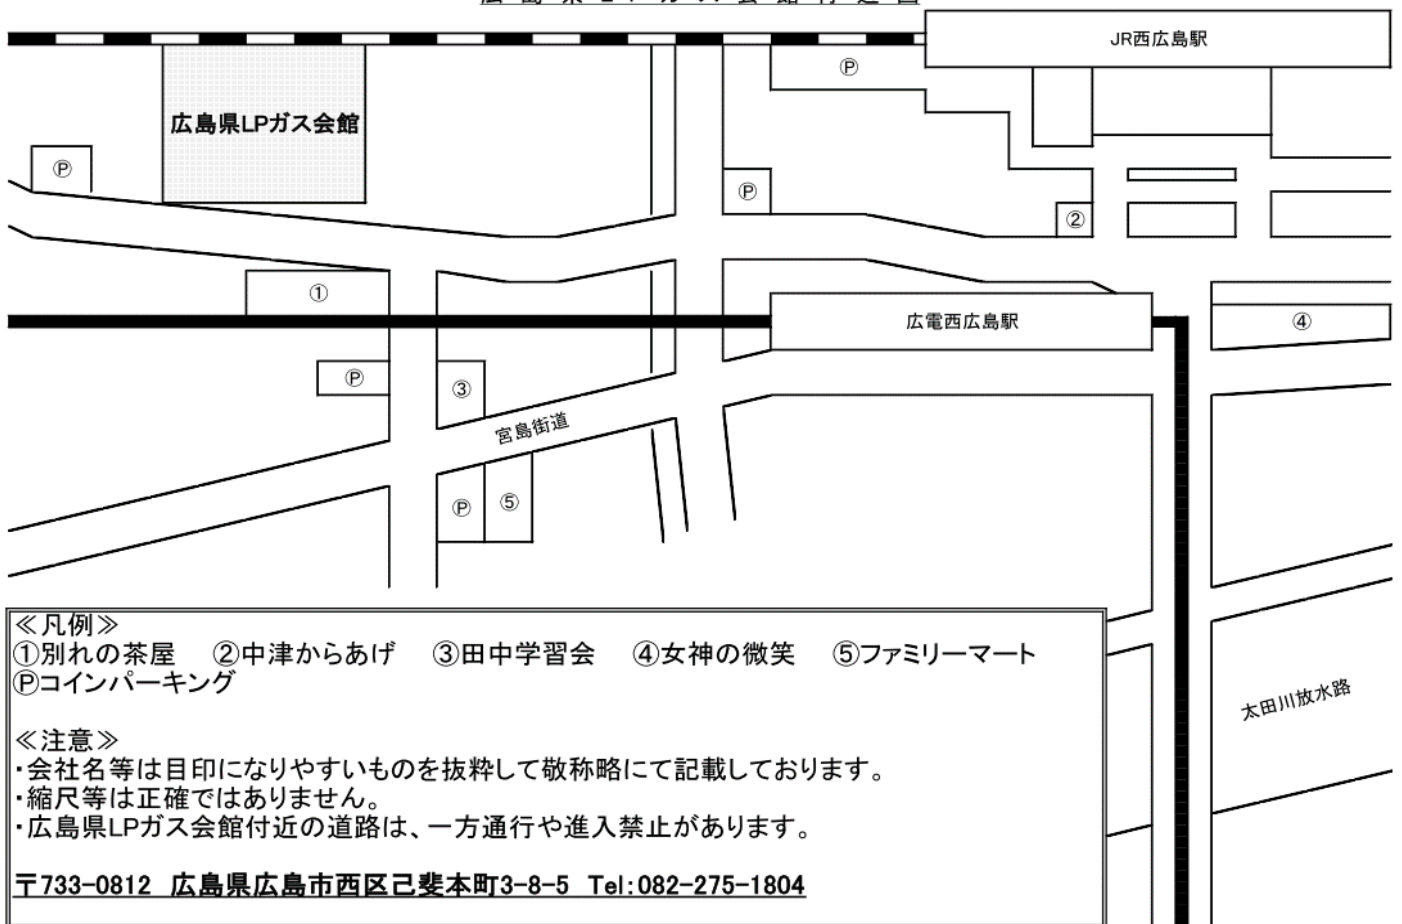 JR西広島駅
Ⓟ
広島県LPガス会館
Ⓟ
Ⓟ
②
①
広電西広島駅
④
Ⓟ
③
宮島街道
Ⓟ
⑤
≪凡例≫
①別れの茶屋 ②中津からあげ ③田中学習会 ④女神の微笑 ⑤ファミリーマート
Ⓟコインパーキング
太田川放水路
≪注意≫
・会社名等は目印になりやすいものを抜粋して敬称略にて記載しております。
・縮尺等は正確ではありません。
・広島県LPガス会館付近の道路は、一方通行や進入禁止があります。
〒733-0812 広島県広島市西区己斐本町3-8-5 Tel:082-275-1804